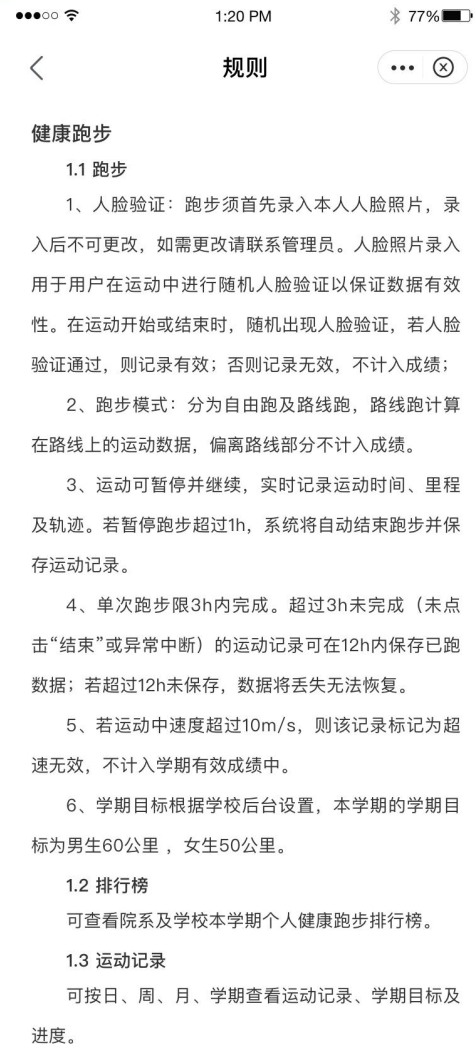 1:20 PM
77%
规则
健康跑步
1.1 跑步
1、人脸验证：跑步须首先录入本人人脸照片，录
入后不可更改，如需更改请联系管理员。人脸照片录入
用于用户在运动中进行随机人脸验证以保证数据有效
性。在运动开始或结束时，随机出现人脸验证，若人脸
验证通过，则记录有效；否则记录无效，不计入成绩；
2、跑步模式：分为自由跑及路线跑，路线跑计算
在路线上的运动数据，偏离路线部分不计入成绩。
3、运动可暂停并继续，实时记录运动时间、里程
及轨迹。若暂停跑步超过1h，系统将自动结束跑步并保
存运动记录。
4、单次跑步限3h内完成。超过3h未完成（未点
击“结束”或异常中断）的运动记录可在12h内保存已跑
数据；若超过12h未保存，数据将丢失无法恢复。
5、若运动中速度超过10m/s，则该记录标记为超
速无效，不计入学期有效成绩中。
6、学期目标根据学校后台设置，本学期的学期目
标为男生60公里 ，女生50公里。
1.2 排行榜
可查看院系及学校本学期个人健康跑步排行榜。
1.3 运动记录
可按日、周、月、学期查看运动记录、学期目标及
进度。